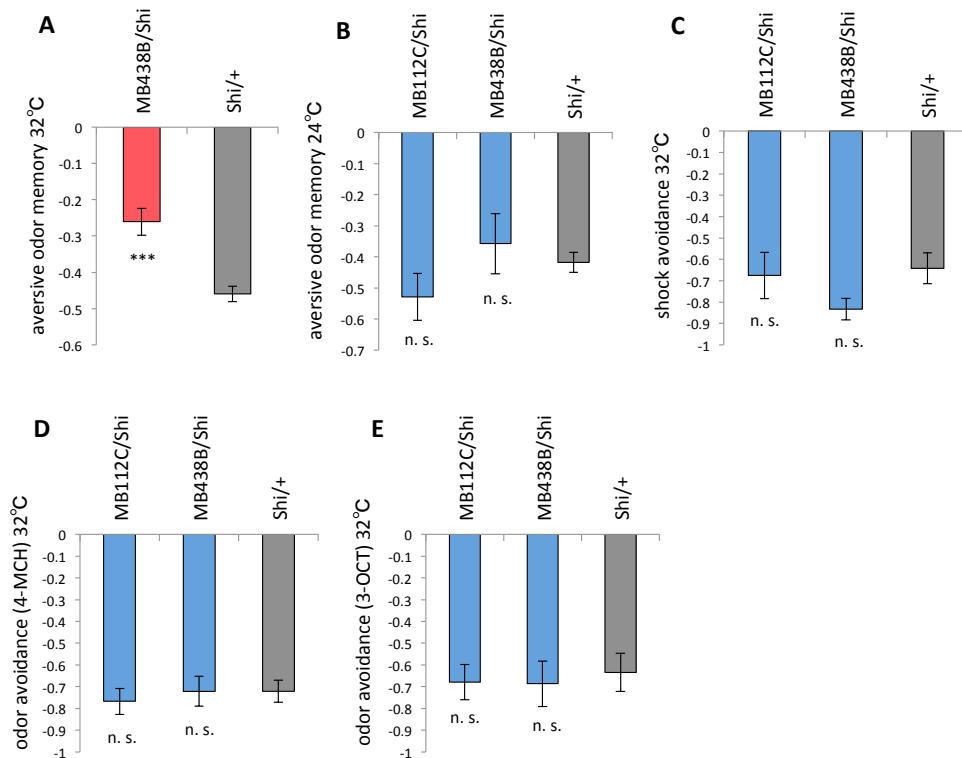 A
MB438B/Shi
Shi/+
aversive odor memory 32°C
0
-0.1
-0.2
-0.3
-0.4
-0.5
-0.6
***
B
MB112C/Shi
MB438B/Shi
Shi/+
aversive odor memory 24°C
0
-0.1
-0.2
-0.3
-0.4
-0.5
-0.6
-0.7
n. s.
n. s.
C
MB112C/Shi
MB438B/Shi
Shi/+
shock avoidance 32°C
0
-0.1
-0.2
-0.3
-0.4
-0.5
-0.6
-0.7
-0.8
-0.9
-1
n. s.
n. s.
D
MB112C/Shi
MB438B/Shi
Shi/+
odor avoidance (4-MCH) 32°C
0
-0.1
-0.2
-0.3
-0.4
-0.5
-0.6
-0.7
-0.8
-0.9
-1
n. s.
n. s.
E
MB112C/Shi
MB438B/Shi
Shi/+
odor avoidance (3-OCT) 32°C
0
-0.1
-0.2
-0.3
-0.4
-0.5
-0.6
-0.7
-0.8
-0.9
-1
n. s.
n. s.